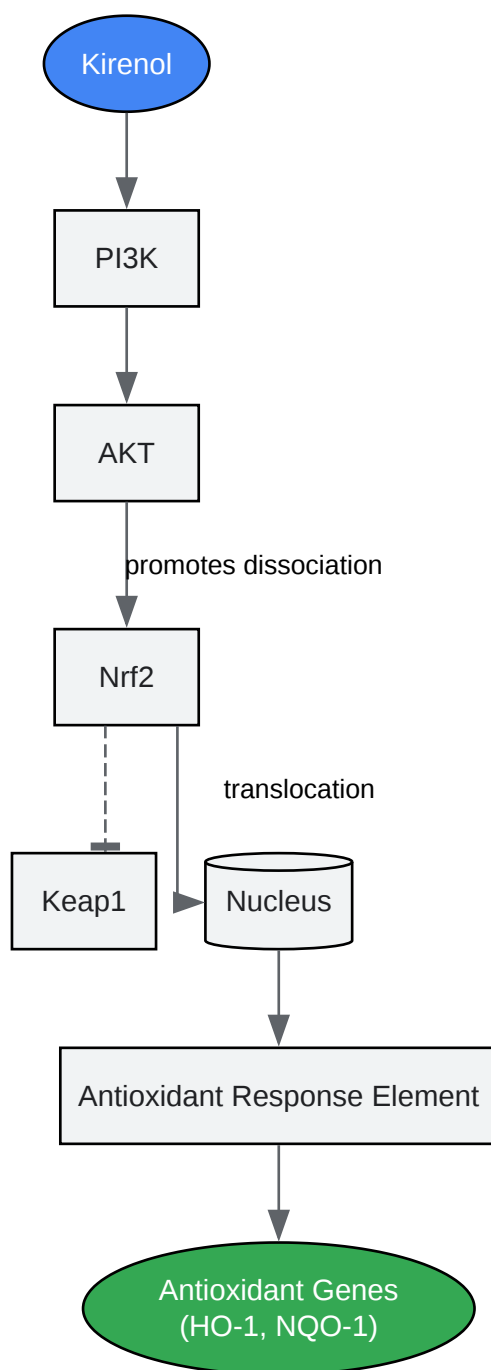 Kirenol
PI3K
AKT
promotes dissociation
Nrf2
translocation
Keap1
Nucleus
Antioxidant Response Element
Antioxidant Genes
(HO-1, NQO-1)